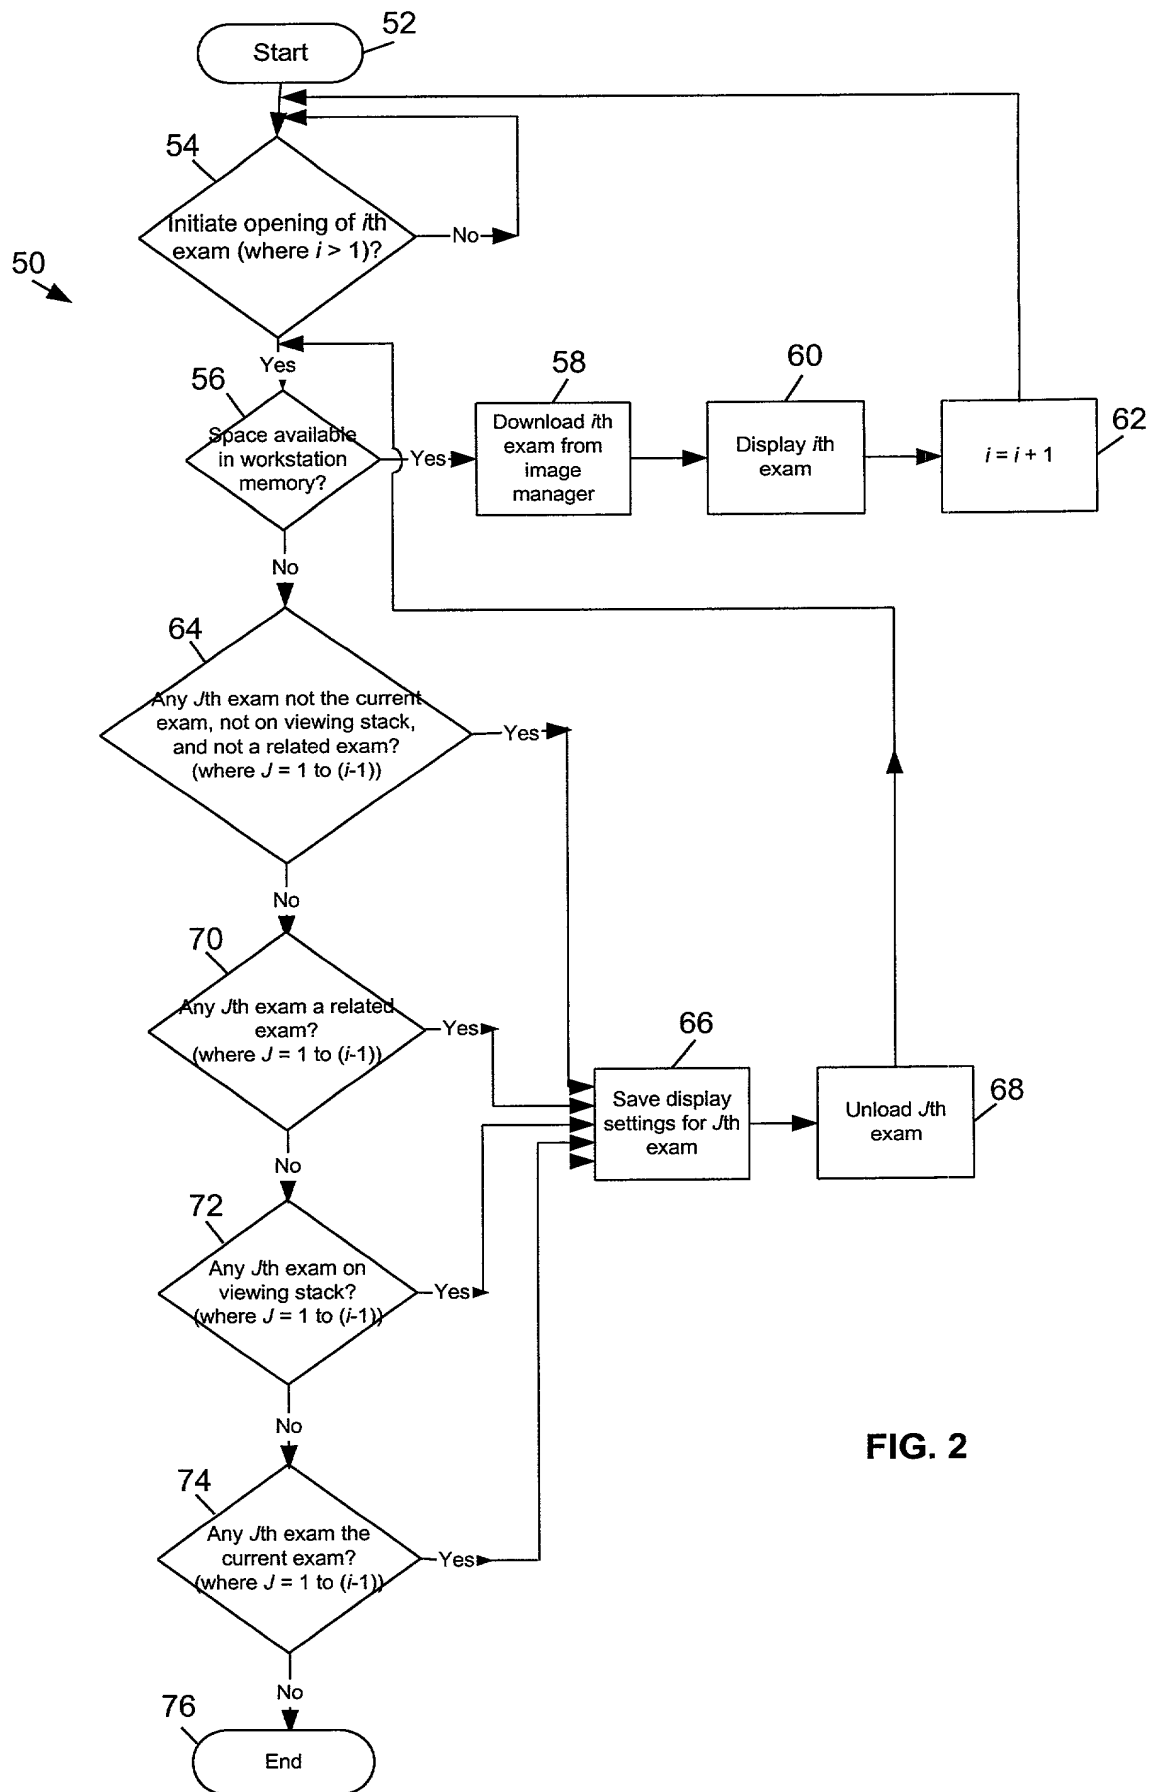 Start
52
54
Initiate opening of ith
exam (where i > 1)?
No
50
Yes
56
Space available
in workstation
memory?
Yes
58
Download ith
exam from
image
manager
60
Display ith
exam
62
i = i + 1
No
64
Any Jth exam not the current
exam, not on viewing stack,
and not a related exam?
(where J = 1 to (i-1))
Yes
No
70
Any Jth exam a related
exam?
(where J = 1 to (i-1))
Yes
66
Save display
settings for Jth
exam
68
Unload Jth
exam
No
72
Any Jth exam on
viewing stack?
(where J = 1 to (i-1))
Yes
No
FIG. 2
74
Any Jth exam the
current exam?
(where J = 1 to (i-1))
Yes
No
76
End